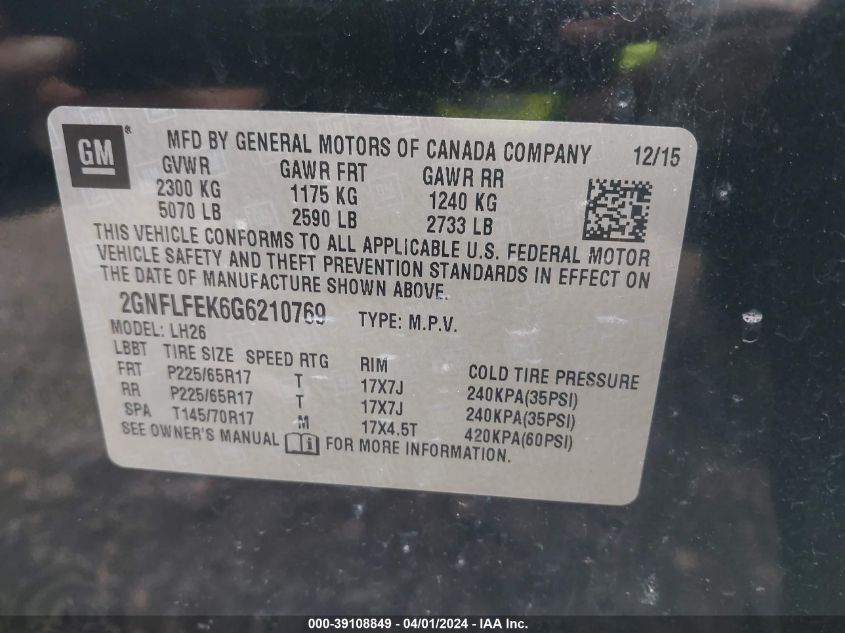 GM ® MFD BY GENERAL MOTORS OF CANADA COMPANY 12/15
GVWR GAWR FRT GAWR RR
2300 KG 1175 KG 1240 KG
5070 LB 2590 LB 2733 LB
THIS VEHICLE CONFORMS TO ALL APPLICABLE U.S. FEDERAL MOTOR
VEHICLE SAFETY AND THEFT PREVENTION STANDARDS IN EFFECT ON
THE DATE OF MANUFACTURE SHOWN ABOVE.
2GNFLFEK6G6210769 TYPE: M.P.V.
MODEL: LH26
LBBT TIRE SIZE SPEED RTG RIM COLD TIRE PRESSURE
FRT P225/65R17 T 17X7J 240KPA(35PSI)
RR P225/65R17 T 17X7J 240KPA(35PSI)
SPA T145/70R17 M 17X4.5T 420KPA(60PSI)
SEE OWNER'S MANUAL i FOR MORE INFORMATION.
000-39108849 - 04/01/2024 - IAA Inc.